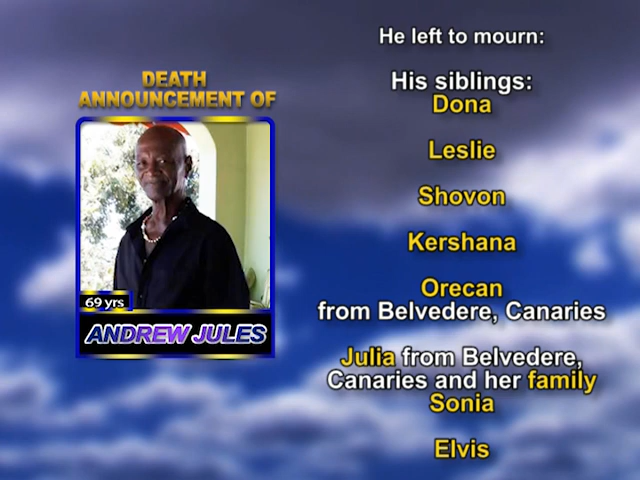 DEATH
ANNOUNCEMENT OF
69 yrs
ANDREW JULES
He left to mourn:
His siblings:
Dona
Leslie
Shovon
Kershana
Orecan
from Belvedere, Canaries
Julia from Belvedere,
Canaries and her family
Sonia
Elvis